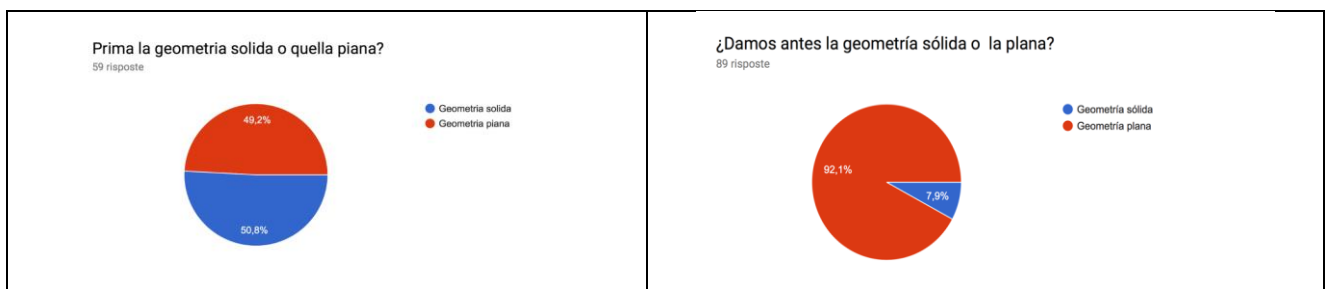 Prima la geometria solida o quella piana?
59 risposte
Geometria solida
Geometria piana
49,2%
50,8%
¿Damos antes la geometría sólida o la plana?
89 risposte
Geometría sólida
Geometría plana
92,1%
7,9%